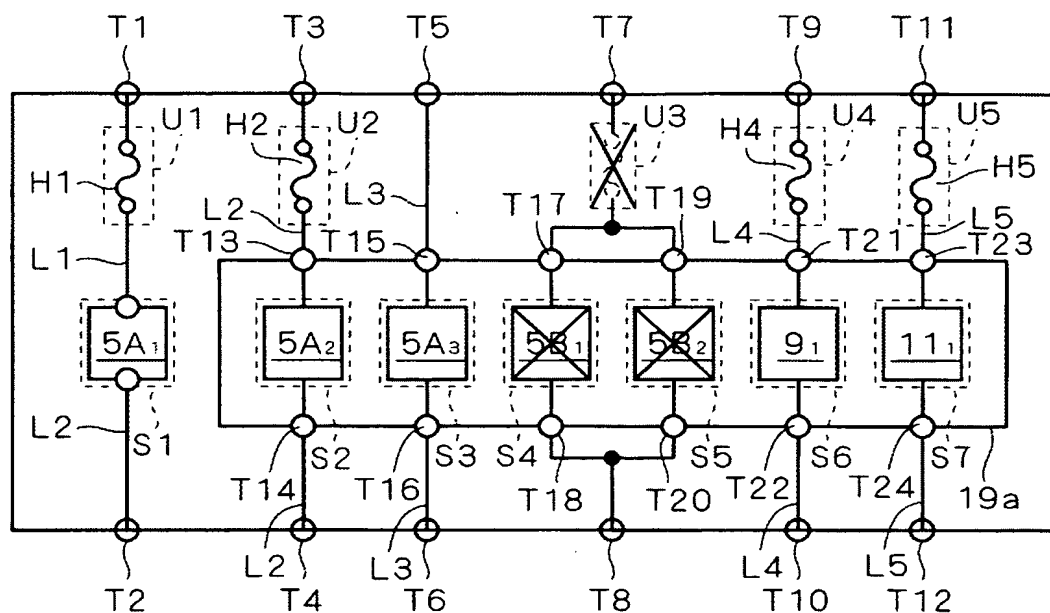 T1 T3 T5 T7 T9 T11
U1 H2 U2 U3 H4 U4 U5
H1 H5
L3
L2 T17 T19 L4 L5
T13 T15 T21 T23
L1
5A₁ 5A₂ 5A₃ 5B₁ 5B₂ 9₁ 11₁
L2 S1 S2 S3 S4 S5 S6 S7
T14 T16 T18 T20 T22 T24 19a
L2 L3 L4 L5
T2 T4 T6 T8 T10 T12